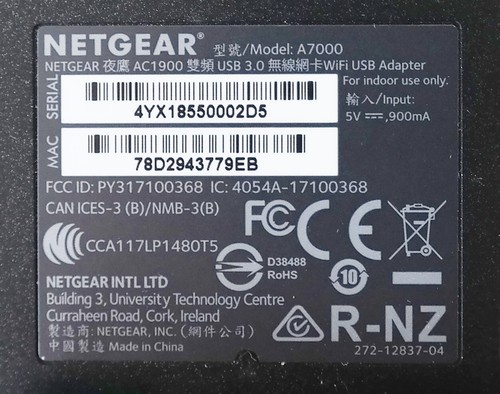 NETGEAR® 型號/Model: A7000
NETGEAR 夜鷹 AC1900 雙頻 USB 3.0 無線網卡WiFi USB Adapter
For indoor use only.
SERIAL
4YX18550002D5
輸入/Input:
5V ⎓,900mA
MAC
78D2943779EB
FCC ID: PY317100368 IC: 4054A-17100368
CAN ICES-3 (B)/NMB-3(B)
FC CE
CCA117LP1480T5
D38488
RoHS
10
NETGEAR INTL LTD
Building 3, University Technology Centre
Curraheen Road, Cork, Ireland
製造商: NETGEAR, INC. (網件公司)
中國製造 Made in China
R-NZ
272-12837-04